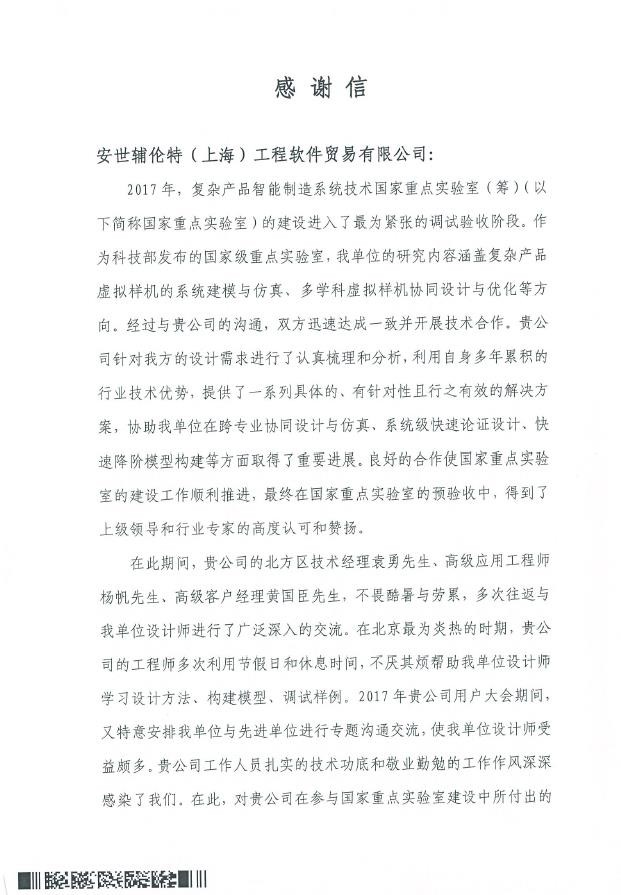 感谢信
安世辅伦特（上海）工程软件贸易有限公司：
2017年，复杂产品智能制造系统技术国家重点实验室（筹）（以
下简称国家重点实验室）的建设进入了最为紧张的调试验收阶段。作
为科技部发布的国家级重点实验室，我单位的研究内容涵盖复杂产品
虚拟样机的系统建模与仿真、多学科虚拟样机协同设计与优化等方
向。经过与贵公司的沟通，双方迅速达成一致并开展技术合作。贵公
司针对我方的设计需求进行了认真梳理和分析，利用自身多年累积的
行业技术优势，提供了一系列具体的、有针对性且行之有效的解决方
案，协助我单位在跨专业协同设计与仿真、系统级快速论证设计、快
速降阶模型构建等方面取得了重要进展。良好的合作使国家重点实验
室的建设工作顺利推进，最终在国家重点实验室的预验收中，得到了
上级领导和行业专家的高度认可和赞扬。
在此期间，贵公司的北方区技术经理袁勇先生、高级应用工程师
杨帆先生、高级客户经理黄国臣先生，不畏酷暑与劳累，多次往返与
我单位设计师进行了广泛深入的交流。在北京最为炎热的时期，贵公
司的工程师多次利用节假日和休息时间，不厌其烦帮助我单位设计师
学习设计方法、构建模型、调试样例。2017年贵公司用户大会期间，
又特意安排我单位与先进单位进行专题沟通交流，使我单位设计师受
益颇多。贵公司工作人员扎实的技术功底和敬业勤勉的工作作风深深
感染了我们。在此，对贵公司在参与国家重点实验室建设中所付出的